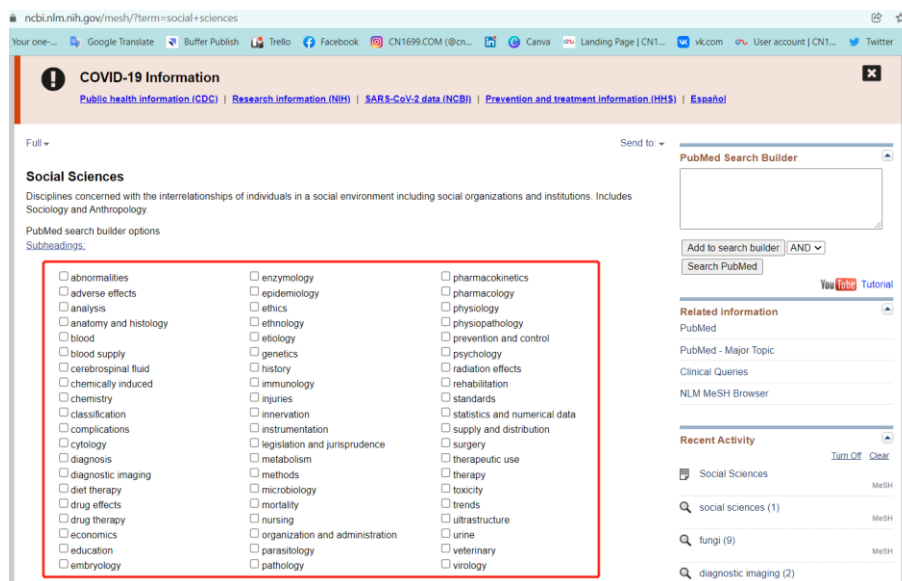 ncbi.nlm.nih.gov/mesh/?term=social+sciences
Your one-... Google Translate Buffer Publish Trello Facebook CN1699.COM (@cn... Canva Landing Page | CN1... vk.com User account | CN1... Twitter
COVID-19 Information
Public health information (CDC) | Research information (NIH) | SARS-CoV-2 data (NCBI) | Prevention and treatment information (HHS) | Español
Full
Send to:
Social Sciences
Disciplines concerned with the interrelationships of individuals in a social environment including social organizations and institutions. Includes
Sociology and Anthropology.
PubMed search builder options
Subheadings:
abnormalities
adverse effects
analysis
anatomy and histology
blood
blood supply
cerebrospinal fluid
chemically induced
chemistry
classification
complications
cytology
diagnosis
diagnostic imaging
diet therapy
drug effects
drug therapy
economics
education
embryology
enzymology
epidemiology
ethics
ethnology
etiology
genetics
history
immunology
injuries
innervation
instrumentation
legislation and jurisprudence
metabolism
methods
microbiology
mortality
nursing
organization and administration
parasitology
pathology
pharmacokinetics
pharmacology
physiology
physiopathology
prevention and control
psychology
radiation effects
rehabilitation
standards
statistics and numerical data
supply and distribution
surgery
therapeutic use
therapy
toxicity
trends
ultrastructure
urine
veterinary
virology
PubMed Search Builder
Add to search builder AND
Search PubMed
YouTube Tutorial
Related information
PubMed
PubMed - Major Topic
Clinical Queries
NLM MeSH Browser
Recent Activity
Turn Off Clear
Social Sciences
MeSH
social sciences (1)
MeSH
fungi (9)
MeSH
diagnostic imaging (2)